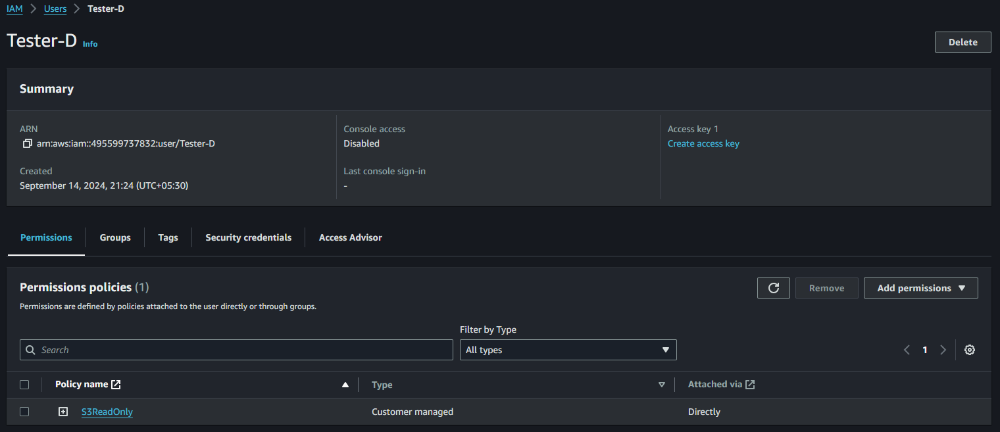 IAM > Users > Tester-D
Tester-D Info
Delete
Summary
ARN
arn:aws:iam::495599737832:user/Tester-D
Console access
Disabled
Access key 1
Create access key
Created
September 14, 2024, 21:24 (UTC+05:30)
Last console sign-in
-
Permissions
Groups
Tags
Security credentials
Access Advisor
Permissions policies (1)
Permissions are defined by policies attached to the user directly or through groups.
Remove
Add permissions
Filter by Type
Search
All types
1
Policy name
Type
Attached via
S3ReadOnly
Customer managed
Directly